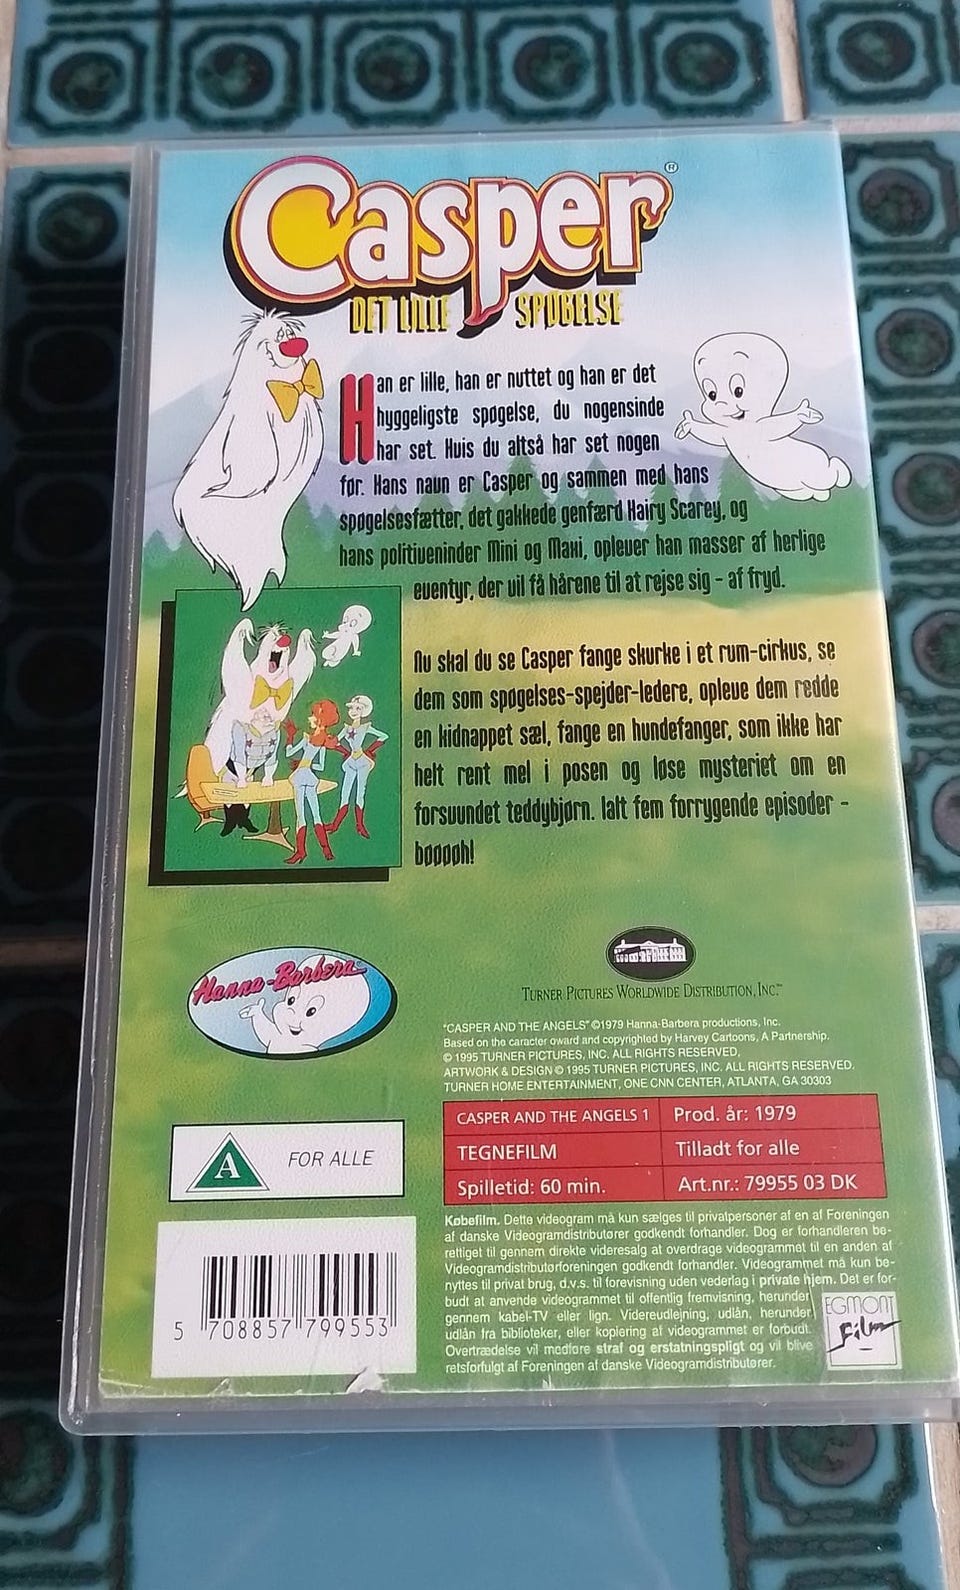 Casper®
DET LILLE SPØGELSE
Han er lille, han er nuttet og han er det
hyggeligste spøgelse, du nogensinde
har set. Hvis du altså har set nogen
før. Hans navn er Casper og sammen med hans
spøgelsesfætter, det gakkede genfærd Hairy Scarey, og
hans politiveninder Mini og Maxi, oplever han masser af herlige
eventyr, der vil få hårene til at rejse sig - af fryd.
Nu skal du se Casper fange skurke i et rum-cirkus, se
dem som spøgelses-spejder-ledere, opleve dem redde
en kidnappet sæl, fange en hundefanger, som ikke har
helt rent mel i posen og løse mysteriet om en
forsvundet teddybjørn. Ialt fem forrygende episoder -
bøøøøh!
Hanna-Barbera
TURNER PICTURES WORLDWIDE DISTRIBUTION, INC.™
"CASPER AND THE ANGELS" ©1979 Hanna-Barbera productions, Inc.
Based on the caracter oward and copyrighted by Harvey Cartoons, A Partnership.
© 1995 TURNER PICTURES, INC. ALL RIGHTS RESERVED,
ARTWORK & DESIGN © 1995 TURNER PICTURES, INC. ALL RIGHTS RESERVED.
TURNER HOME ENTERTAINMENT, ONE CNN CENTER, ATLANTA, GA 30303
CASPER AND THE ANGELS 1 Prod. år: 1979
TEGNEFILM Tilladt for alle
Spilletid: 60 min. Art.nr.: 79955 03 DK
A FOR ALLE
5 708857 799553
Købefilm. Dette videogram må kun sælges til privatpersoner af en af Foreningen
af danske Videogramdistributører godkendt forhandler. Dog er forhandleren be-
rettiget til gennem direkte videresalg at overdrage videogrammet til en anden af
Videogramdistributørforeningen godkendt forhandler. Videogrammet må kun be-
nyttes til privat brug, d.v.s. til forevisning uden vederlag i private hjem. Det er for-
budt at anvende videogrammet til offentlig fremvisning, herunder
gennem kabel-TV eller lign. Videreudlejning, udlån, herunder
udlån fra biblioteker, eller kopiering af videogrammet er forbudt.
Overtrædelse vil medføre straf og erstatningspligt og vil blive
retsforfulgt af Foreningen af danske Videogramdistributører.
EGMONT
Film